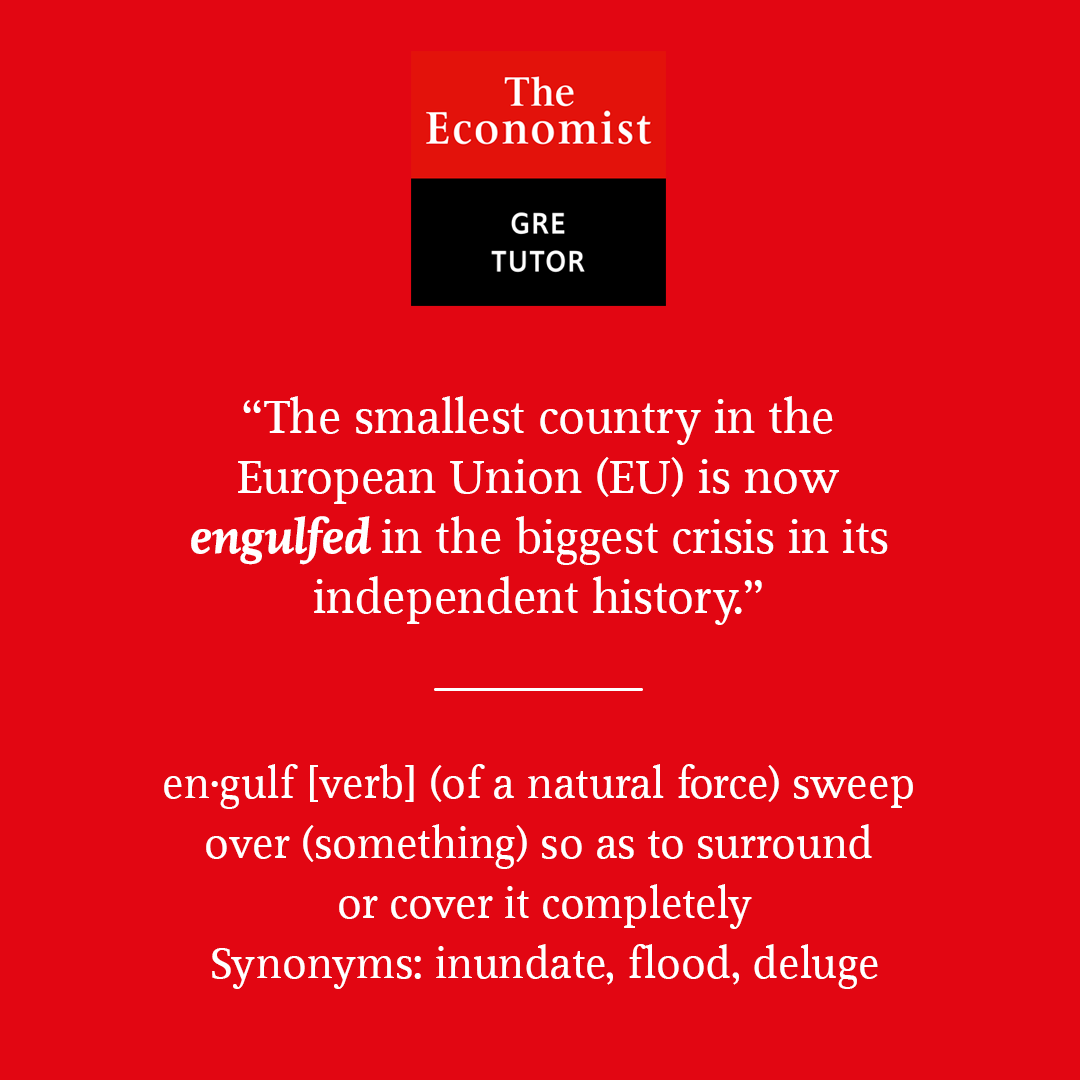 The
Economist
GRE
TUTOR
“The smallest country in the
European Union (EU) is now
engulfed in the biggest crisis in its
independent history.”
en·gulf [verb] (of a natural force) sweep
over (something) so as to surround
or cover it completely
Synonyms: inundate, flood, deluge